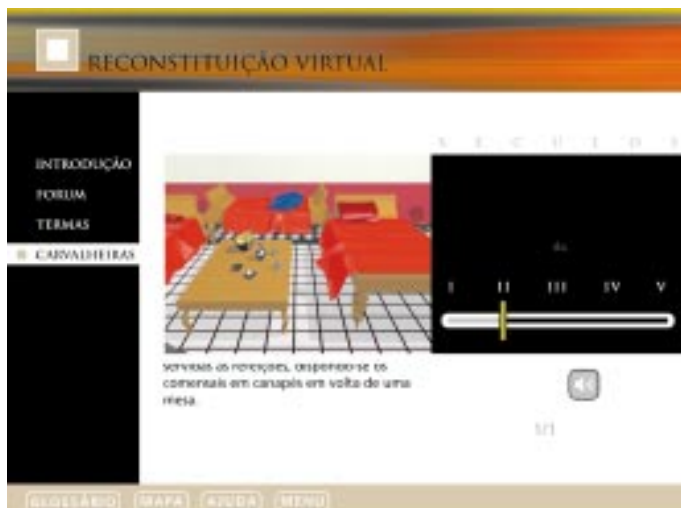 RECONSTITUIÇÃO VIRTUAL
S É C U L O S
INTRODUÇÃO
FORUM
TERMAS
CARVALHEIRAS
I II III IV V
servidas as refeições, dispondo-se os
comensais em canapés em volta de uma
mesa.
1/1
GLOSSÁRIO MAPA AJUDA MENU